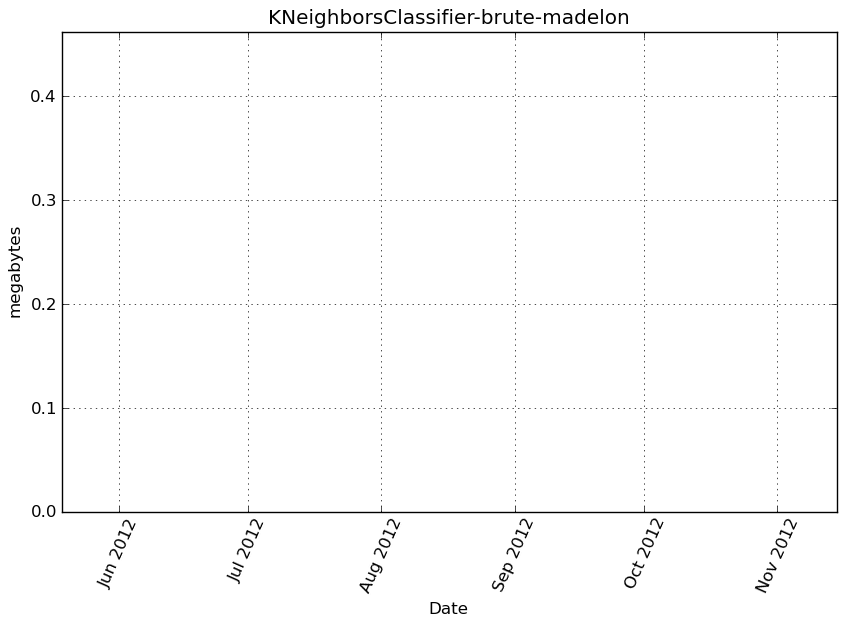 KNeighborsClassifier-brute-madelon
0.4
0.3
0.2
0.1
0.0
megabytes
Jun 2012
Jul 2012
Aug 2012
Sep 2012
Oct 2012
Nov 2012
Date